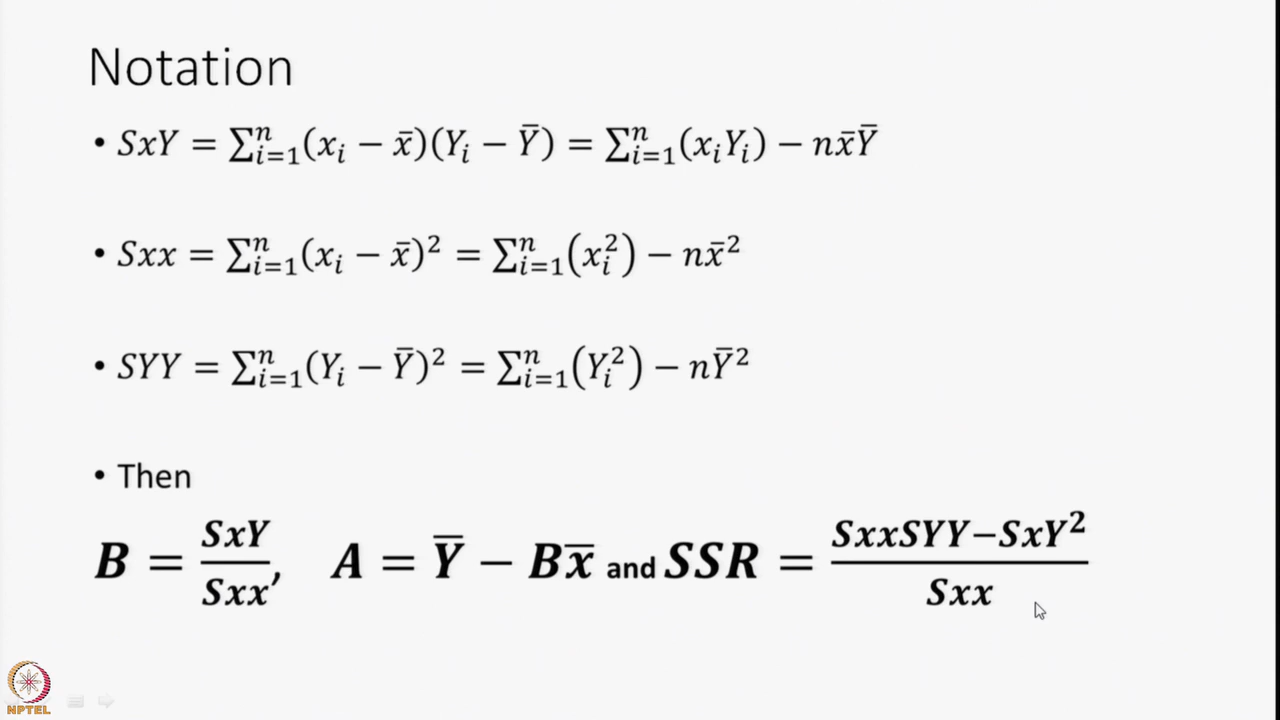 Notation
• SxY = ∑ⁿᵢ₌₁(xᵢ − x̄)(Yᵢ − Ȳ) = ∑ⁿᵢ₌₁(xᵢYᵢ) − nx̄Ȳ
• Sxx = ∑ⁿᵢ₌₁(xᵢ − x̄)² = ∑ⁿᵢ₌₁(xᵢ²) − nx̄²
• SYY = ∑ⁿᵢ₌₁(Yᵢ − Ȳ)² = ∑ⁿᵢ₌₁(Yᵢ²) − nȲ²
• Then
B = SxY/Sxx, A = Ȳ − Bx̄ and SSR = SxxSYY−SxY²/Sxx
NPTEL